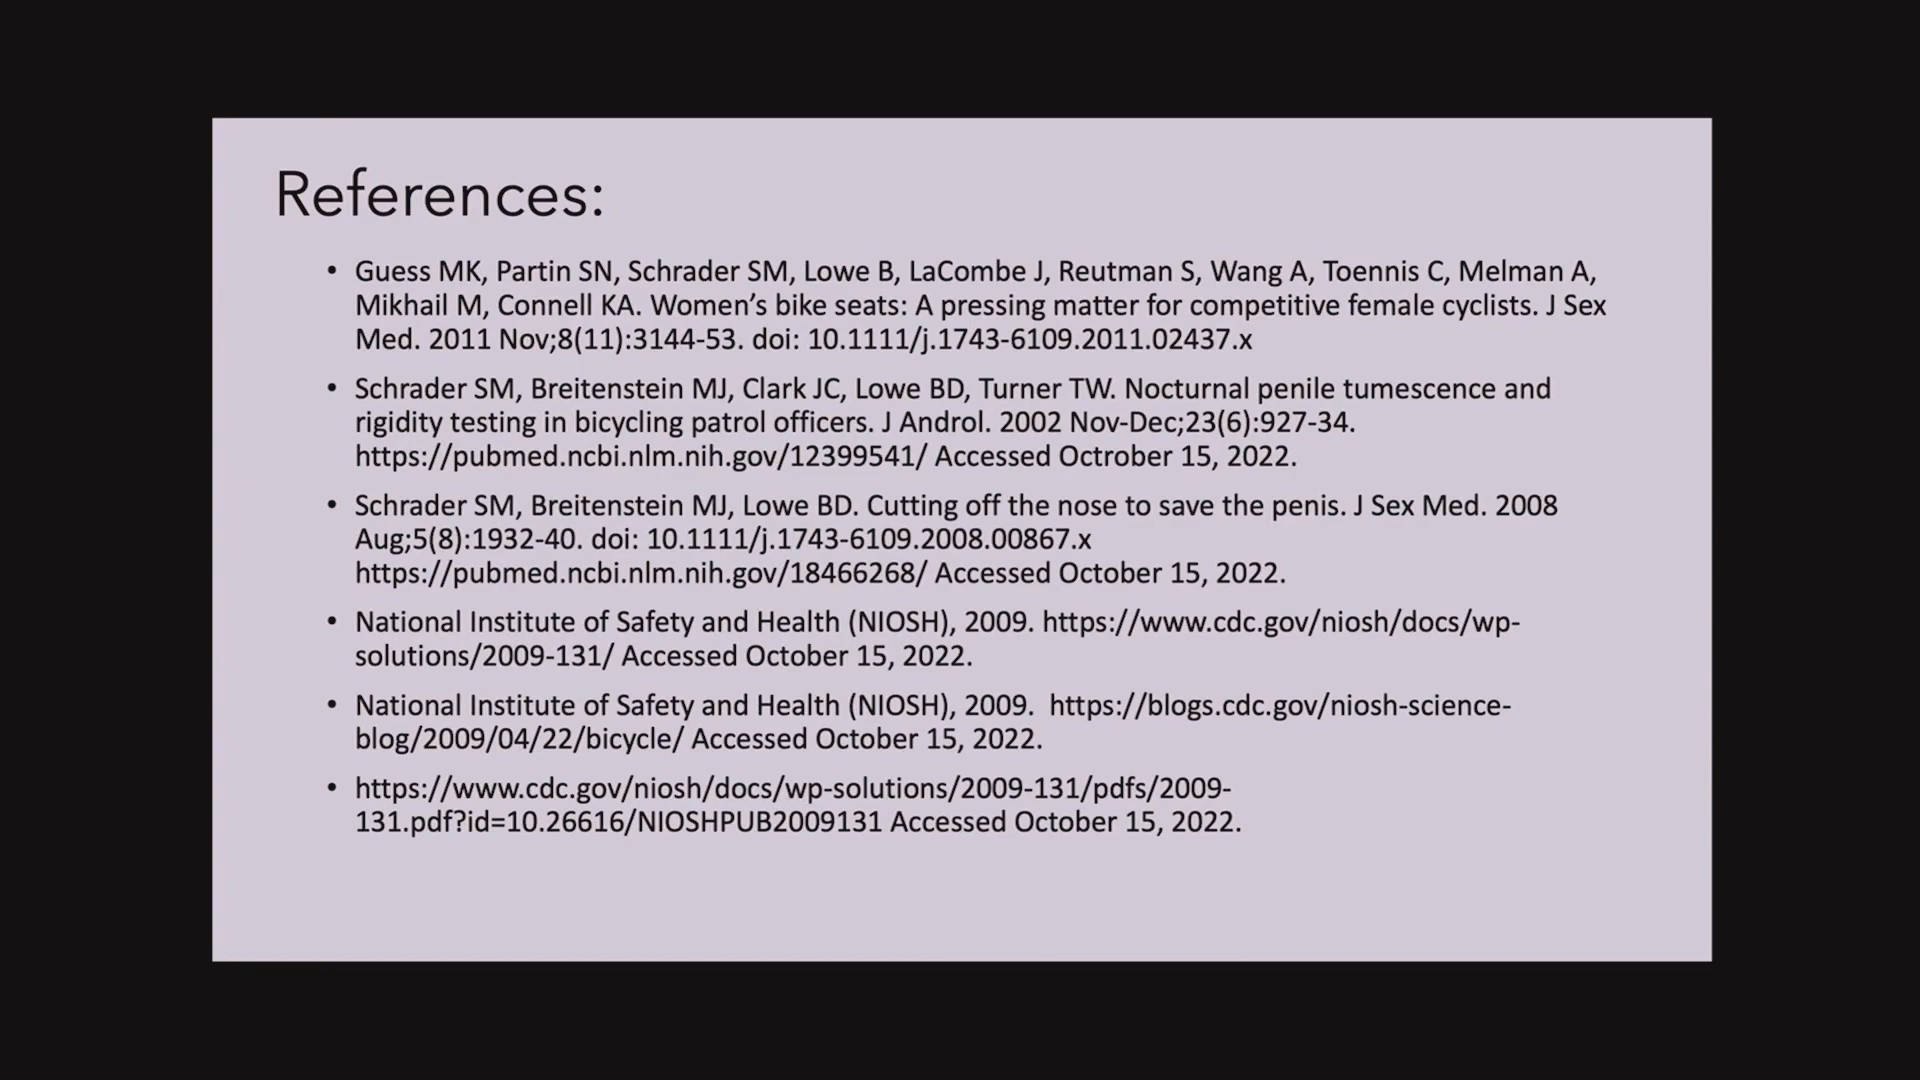 References:
• Guess MK, Partin SN, Schrader SM, Lowe B, LaCombe J, Reutman S, Wang A, Toennis C, Melman A,
Mikhail M, Connell KA. Women’s bike seats: A pressing matter for competitive female cyclists. J Sex
Med. 2011 Nov;8(11):3144-53. doi: 10.1111/j.1743-6109.2011.02437.x
• Schrader SM, Breitenstein MJ, Clark JC, Lowe BD, Turner TW. Nocturnal penile tumescence and
rigidity testing in bicycling patrol officers. J Androl. 2002 Nov-Dec;23(6):927-34.
https://pubmed.ncbi.nlm.nih.gov/12399541/ Accessed Octrober 15, 2022.
• Schrader SM, Breitenstein MJ, Lowe BD. Cutting off the nose to save the penis. J Sex Med. 2008
Aug;5(8):1932-40. doi: 10.1111/j.1743-6109.2008.00867.x
https://pubmed.ncbi.nlm.nih.gov/18466268/ Accessed October 15, 2022.
• National Institute of Safety and Health (NIOSH), 2009. https://www.cdc.gov/niosh/docs/wp-
solutions/2009-131/ Accessed October 15, 2022.
• National Institute of Safety and Health (NIOSH), 2009.  https://blogs.cdc.gov/niosh-science-
blog/2009/04/22/bicycle/ Accessed October 15, 2022.
• https://www.cdc.gov/niosh/docs/wp-solutions/2009-131/pdfs/2009-
131.pdf?id=10.26616/NIOSHPUB2009131 Accessed October 15, 2022.